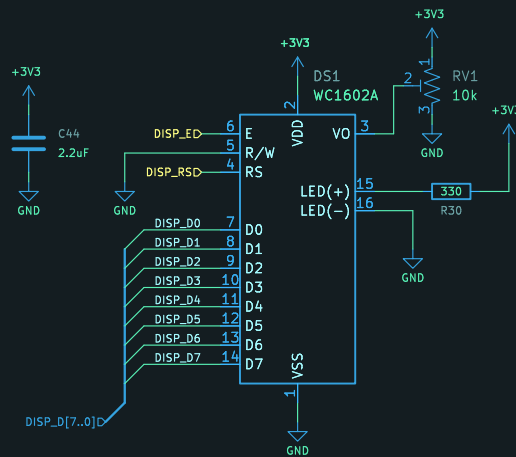 +3V3
+3V3
+3V3
+3V3
DS1
WC1602A
RV1
10k
1
2
3
C44
2.2uF
GND
GND
GND
2
VDD
DISP_E
6
E
VO
3
5
R/W
DISP_RS
4
RS
LED(+)
15
330
R30
LED(-)
16
GND
DISP_D0
7
D0
DISP_D1
8
D1
DISP_D2
9
D2
DISP_D3
10
D3
DISP_D4
11
D4
DISP_D5
12
D5
DISP_D6
13
D6
DISP_D7
14
D7
VSS
1
DISP_D[7..0]
GND